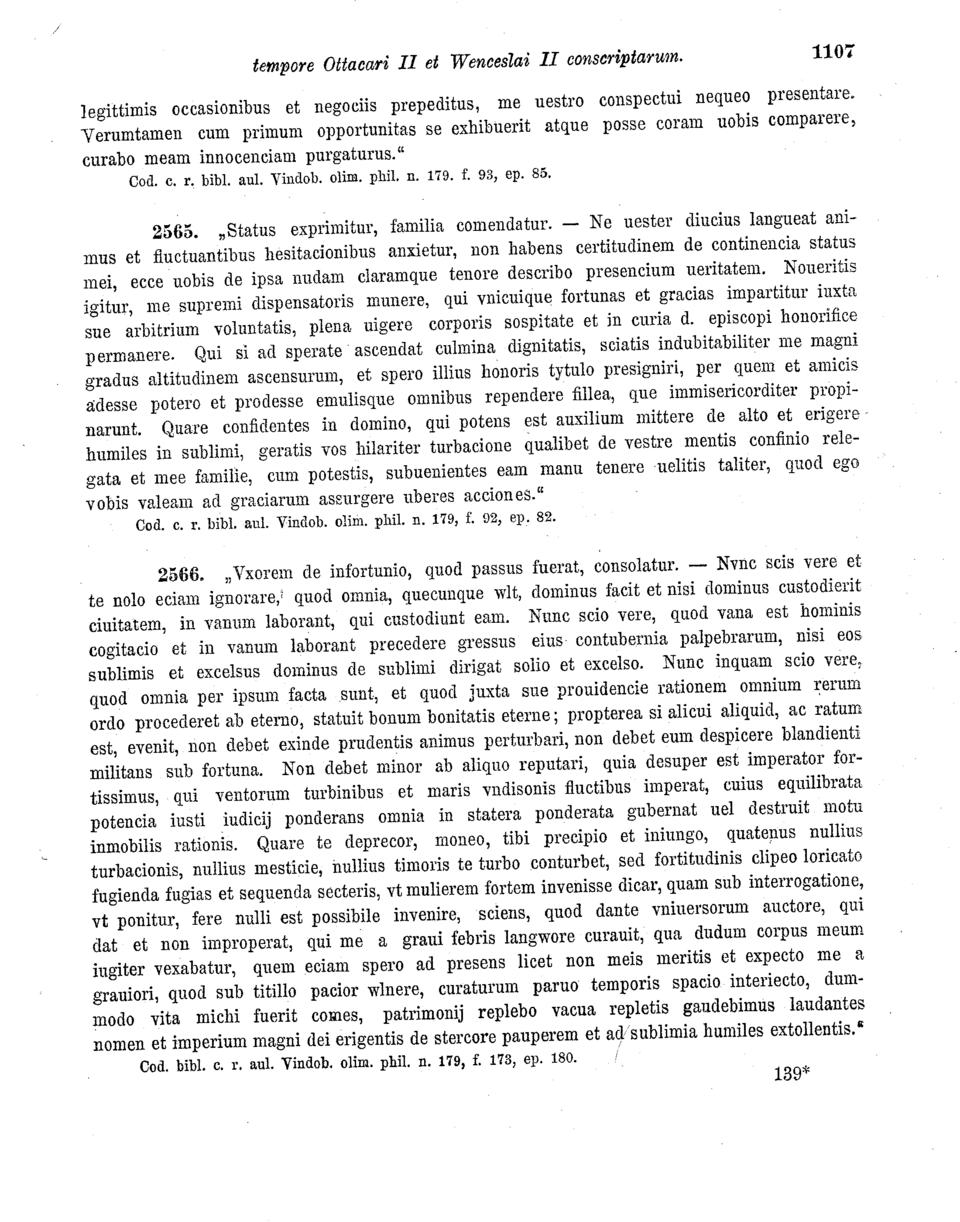 tempore Ottacari II et Wenceslai II conscriptarum. 1107
legittimis occasionibus et negociis prepeditus, me uestro conspectui nequeo presentare.
Verumtamen cum primum opportunitas se exhibuerit atque posse coram uobis comparere,
curabo meam innocenciam purgaturus.“
Cod. c. r. bibl. aul. Vindob. olim. phil. n. 179. f. 93, ep. 85.
2565. „Status exprimitur, familia comendatur. — Ne uester diucius langueat ani-
mus et fluctuantibus hesitacionibus anxietur, non habens certitudinem de continencia status
mei, ecce uobis de ipsa nudam claramque tenore describo presencium ueritatem. Noueritis
igitur, me supremi dispensatoris munere, qui vnicuique fortunas et gracias impartitur iuxta
sue arbitrium voluntatis, plena uigere corporis sospitate et in curia d. episcopi honorifice
permanere. Qui si ad sperate ascendat culmina dignitatis, sciatis indubitabiliter me magni
gradus altitudinem ascensurum, et spero illius honoris tytulo presigniri, per quem et amicis
adesse potero et prodesse emulisque omnibus rependere fillea, que immisericorditer propi-
narunt. Quare confidentes in domino, qui potens est auxilium mittere de alto et erigere
humiles in sublimi, geratis vos hilariter turbacione qualibet de vestre mentis confinio rele-
gata et mee familie, cum potestis, subuenientes eam manu tenere uelitis taliter, quod ego
vobis valeam ad graciarum assurgere uberes acciones.“
Cod. c. r. bibl. aul. Vindob. olim. phil. n. 179, f. 92, ep. 82.
2566. „Vxorem de infortunio, quod passus fuerat, consolatur. — Nvnc scis vere et
te nolo eciam ignorare, quod omnia, quecunque wlt, dominus facit et nisi dominus custodierit
ciuitatem, in vanum laborant, qui custodiunt eam. Nunc scio vere, quod vana est hominis
cogitacio et in vanum laborant precedere gressus eius contubernia palpebrarum, nisi eos
sublimis et excelsus dominus de sublimi dirigat solio et excelso. Nunc inquam scio vere,
quod omnia per ipsum facta sunt, et quod juxta sue prouidencie rationem omnium rerum
ordo procederet ab eterno, statuit bonum bonitatis eterne; propterea si alicui aliquid, ac ratum
est, evenit, non debet exinde prudentis animus perturbari, non debet eum despicere blandienti
militans sub fortuna. Non debet minor ab aliquo reputari, quia desuper est imperator for-
tissimus, qui ventorum turbinibus et maris vndisonis fluctibus imperat, cuius equilibrata
potencia iusti iudicij ponderans omnia in statera ponderata gubernat uel destruit motu
inmobilis rationis. Quare te deprecor, moneo, tibi precipio et iniungo, quatenus nullius
turbacionis, nullius mesticie, nullius timoris te turbo conturbet, sed fortitudinis clipeo loricato
fugienda fugias et sequenda secteris, vt mulierem fortem invenisse dicar, quam sub interrogatione,
vt ponitur, fere nulli est possibile invenire, sciens, quod dante vniuersorum auctore, qui
dat et non improperat, qui me a graui febris langwore curauit, qua dudum corpus meum
iugiter vexabatur, quem eciam spero ad presens licet non meis meritis et expecto me a
grauiori, quod sub titillo pacior wlnere, curaturum paruo temporis spacio interiecto, dum-
modo vita michi fuerit comes, patrimonij replebo vacua repletis gaudebimus laudantes
nomen et imperium magni dei erigentis de stercore pauperem et ad sublimia humiles extollentis.“
Cod. bibl. c. r. aul. Vindob. olim. phil. n. 179, f. 173, ep. 180.
139*